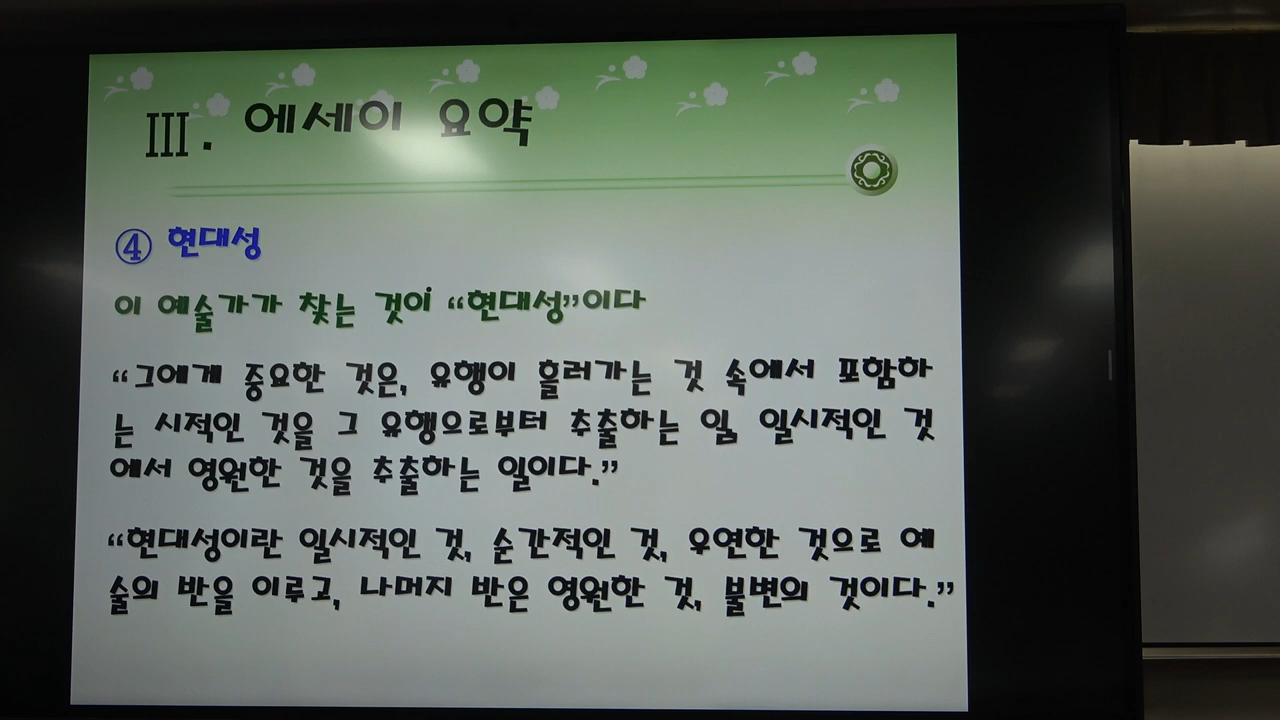 Ⅲ. 에세이 요약
④ 현대성
이 예술가가 찾는 것이 “현대성”이다
“그에게 중요한 것은, 유행이 흘러가는 것 속에서 포함하
는 시적인 것을 그 유행으로부터 추출하는 일, 일시적인 것
에서 영원한 것을 추출하는 일이다.”
“현대성이란 일시적인 것, 순간적인 것, 우연한 것으로 예
술의 반을 이루고, 나머지 반은 영원한 것, 불변의 것이다.”